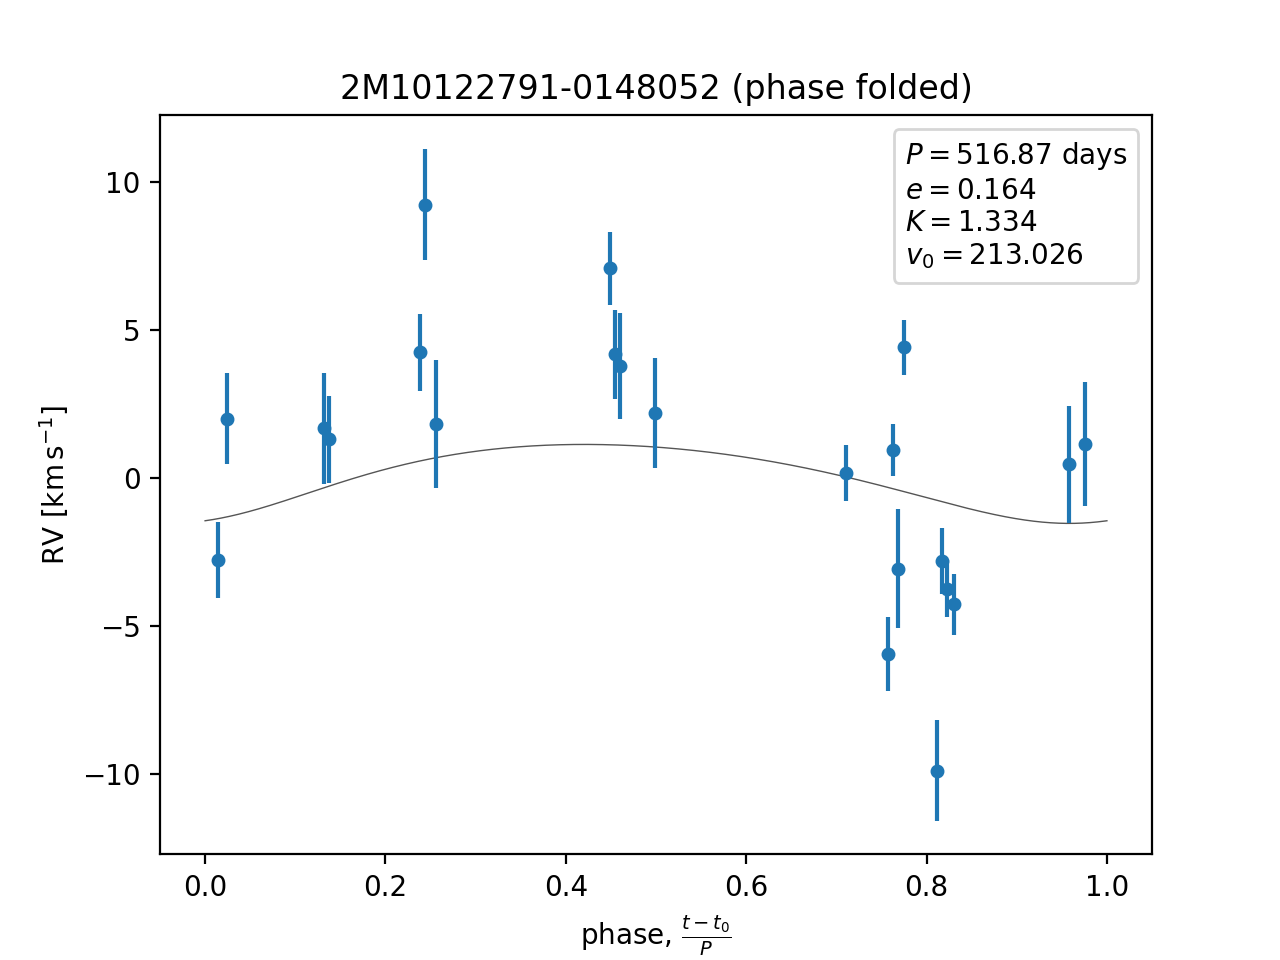 2M10122791-0148052 (phase folded)
P = 516.87 days
e = 0.164
K = 1.334
v₀ = 213.026
RV [km s⁻¹]
10
5
0
−5
−10
0.0 0.2 0.4 0.6 0.8 1.0
phase, (t − t₀)/P